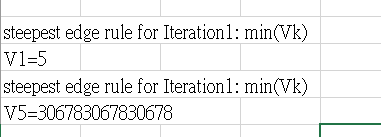 steepest edge rule for Iteration1: min(Vk)
V1=5
steepest edge rule for Iteration1: min(Vk)
V5=306783067830678